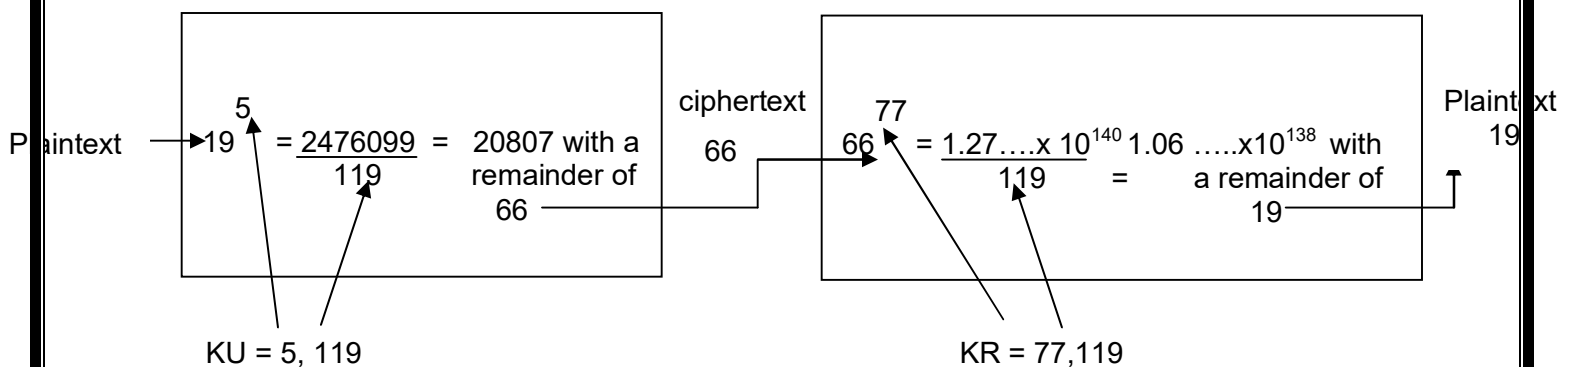 5
Plaintext 19 = 2476099 = 20807 with a
119 remainder of
66
ciphertext
66
77
66 = 1.27….x 10¹⁴⁰ 1.06 …..x10¹³⁸ with
119 = a remainder of
19
Plaintext
19
KU = 5, 119
KR = 77,119